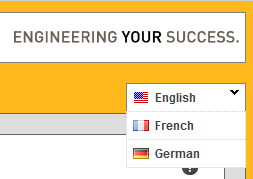 ENGINEERING YOUR SUCCESS.
English
French
German